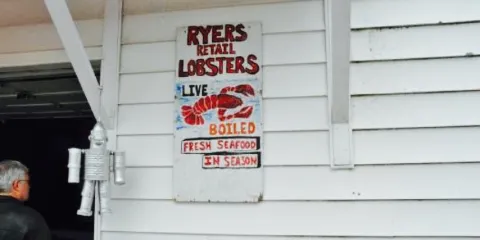 RYERS
RETAIL
LOBSTERS
LIVE
BOILED
FRESH SEAFOOD
IN SEASON